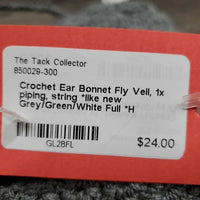 The Tack Collector
850029-300
Crochet Ear Bonnet Fly Veil, 1x
piping, string *like new
Grey/Green/White Full *H
GL2BFL
$24.00